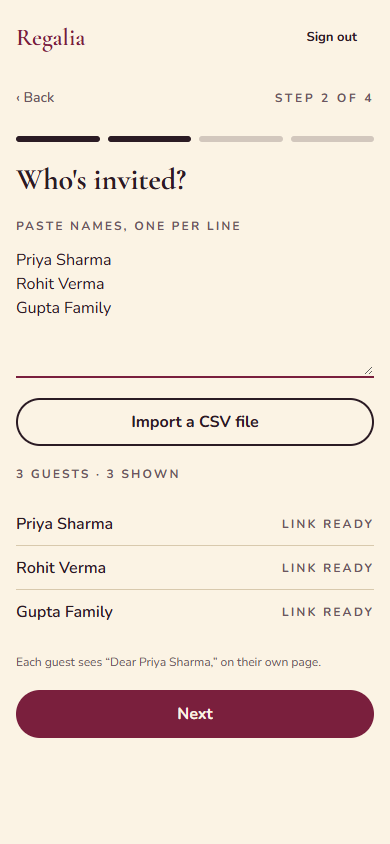 Regalia
Sign out
‹ Back
STEP 2 OF 4
Who's invited?
PASTE NAMES, ONE PER LINE
Priya Sharma
Rohit Verma
Gupta Family
Import a CSV file
3 GUESTS · 3 SHOWN
Priya Sharma
LINK READY
Rohit Verma
LINK READY
Gupta Family
LINK READY
Each guest sees “Dear Priya Sharma,” on their own page.
Next